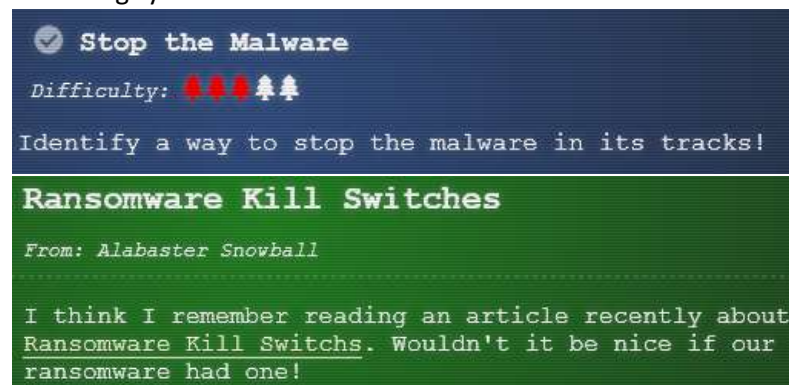 Stop the Malware
Difficulty:
Identify a way to stop the malware in its tracks!
Ransomware Kill Switches
From: Alabaster Snowball
I think I remember reading an article recently about
Ransomware Kill Switchs. Wouldn't it be nice if our
ransomware had one!